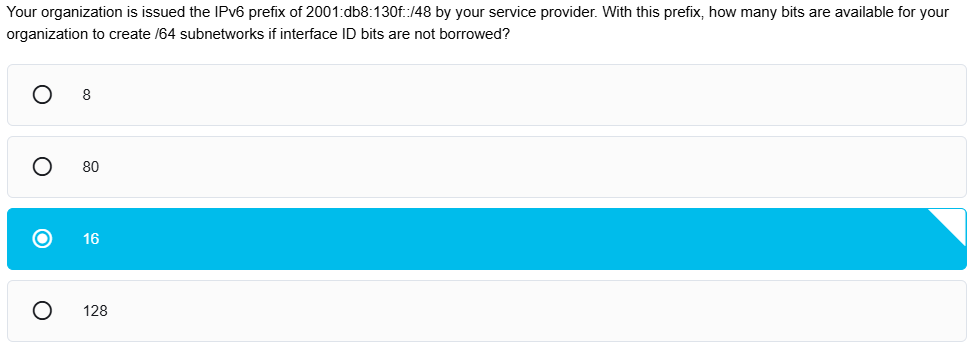 Your organization is issued the IPv6 prefix of 2001:db8:130f::/48 by your service provider. With this prefix, how many bits are available for your
organization to create /64 subnetworks if interface ID bits are not borrowed?
8
80
16
128